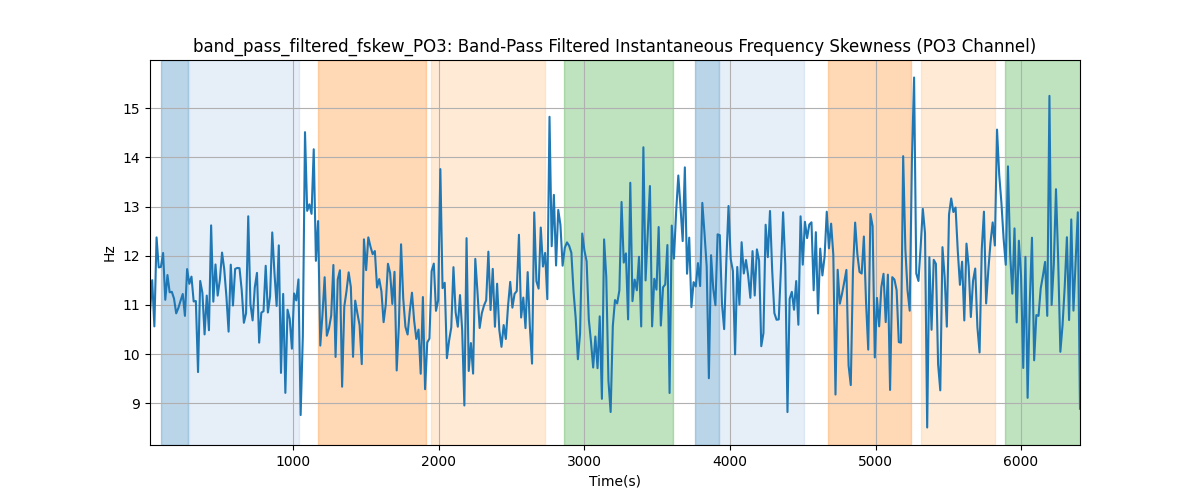 band_pass_filtered_fskew_PO3: Band-Pass Filtered Instantaneous Frequency Skewness (PO3 Channel)
15
14
13
12
11
10
9
Hz
1000 2000 3000 4000 5000 6000
Time(s)